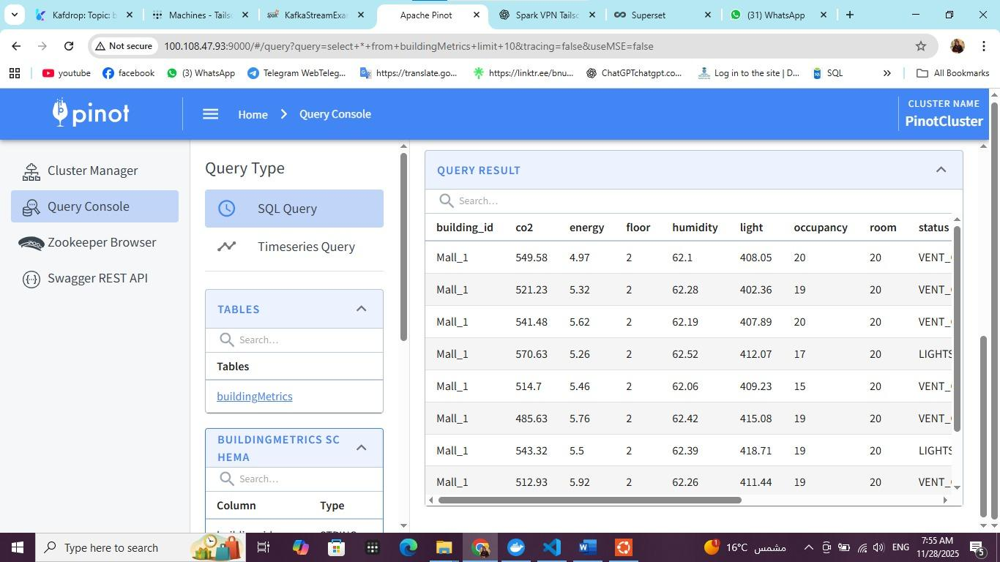 Kafdrop: Topic: b
Machines - Tails
KafkaStreamExa
Apache Pinot
Spark VPN Tailsc
Superset
(31) WhatsApp
Not secure
100.108.47.93:9000/#/query?query=select+*+from+buildingMetrics+limit+10&tracing=false&useMSE=false
youtube
facebook
(3) WhatsApp
Telegram WebTeleg...
https://translate.go...
https://linktr.ee/bnu...
ChatGPTchatgpt.co...
Log in to the site | D...
SQL
»
All Bookmarks
pinot
Home
Query Console
CLUSTER NAME
PinotCluster
Cluster Manager
Query Console
Zookeeper Browser
Swagger REST API
Query Type
SQL Query
Timeseries Query
TABLES
Search...
Tables
buildingMetrics
BUILDINGMETRICS SC
HEMA
Search...
Column Type
QUERY RESULT
Search...
building_id co2 energy floor humidity light occupancy room status
Mall_1 549.58 4.97 2 62.1 408.05 20 20 VENT_
Mall_1 521.23 5.32 2 62.28 402.36 19 20 VENT_
Mall_1 541.48 5.62 2 62.19 407.89 20 20 VENT_
Mall_1 570.63 5.26 2 62.52 412.07 17 20 LIGHTS
Mall_1 514.7 5.46 2 62.06 409.23 15 20 VENT_
Mall_1 485.63 5.76 2 62.42 415.08 19 20 VENT_
Mall_1 543.32 5.5 2 62.39 418.71 19 20 LIGHTS
Mall_1 512.93 5.92 2 62.26 411.44 19 20 VENT_
Type here to search
16°C مشمس
ENG
7:55 AM
11/28/2025
5